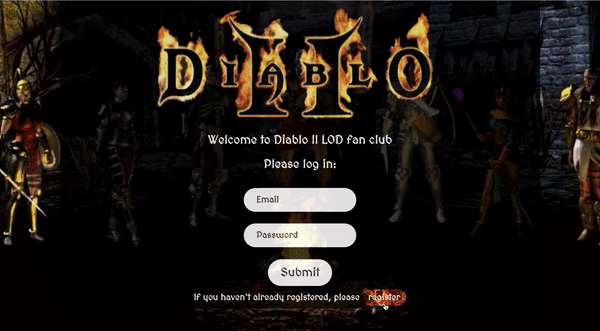 DIABLO
II
Welcome to Diablo II LOD fan club
Please log in:
Email
Password
Submit
If you haven't already registered, please register